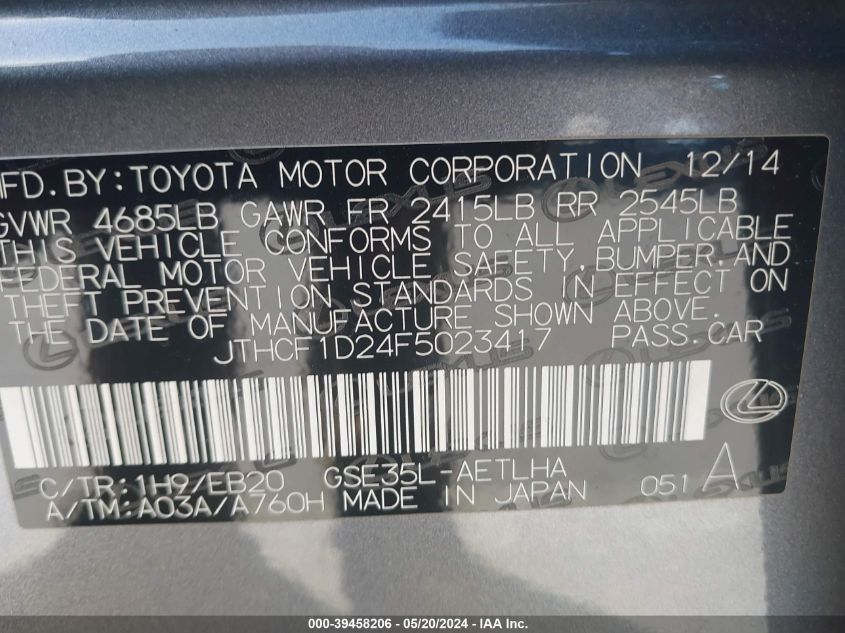 MFD.BY:TOYOTA MOTOR CORPORATION 12/14
GVWR 4685LB GAWR FR 2415LB RR 2545LB
THIS VEHICLE CONFORMS TO ALL APPLICABLE
FEDERAL MOTOR VEHICLE SAFETY,BUMPER AND
THEFT PREVENTION STANDARDS IN EFFECT ON
THE DATE OF MANUFACTURE SHOWN ABOVE.
JTHCF1D24F5023417 PASS.CAR
C/TR:1H9/EB20 GSE35L-AETLHA
A/TM:A03A/A760H MADE IN JAPAN 051 A
000-39458206 - 05/20/2024 - IAA Inc.